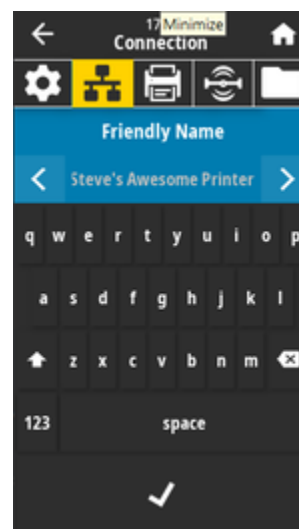 17 Minimize
Connection
Friendly Name
Steve's Awesome Printer
q w e r t y u i o p
a s d f g h j k l
z x c v b n m
123 space